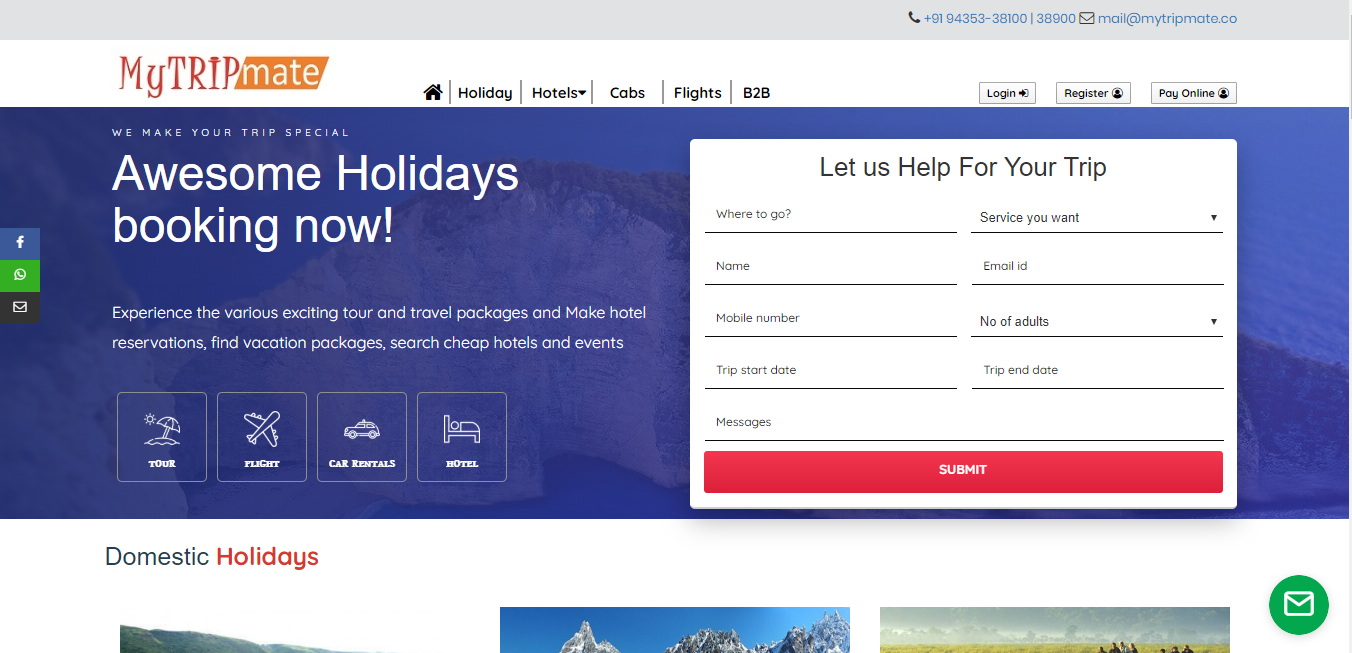 +91 94353-38100 | 38900 mail@mytripmate.co
MyTRIPmate
Holiday
Hotels
Cabs
Flights
B2B
Login
Register
Pay Online
WE MAKE YOUR TRIP SPECIAL
Awesome Holidays
booking now!
Experience the various exciting tour and travel packages and Make hotel
reservations, find vacation packages, search cheap hotels and events
TOUR
FLIGHT
CAR RENTALS
HOTEL
Let us Help For Your Trip
Where to go?
Service you want
Name
Email id
Mobile number
No of adults
Trip start date
Trip end date
Messages
SUBMIT
Domestic Holidays